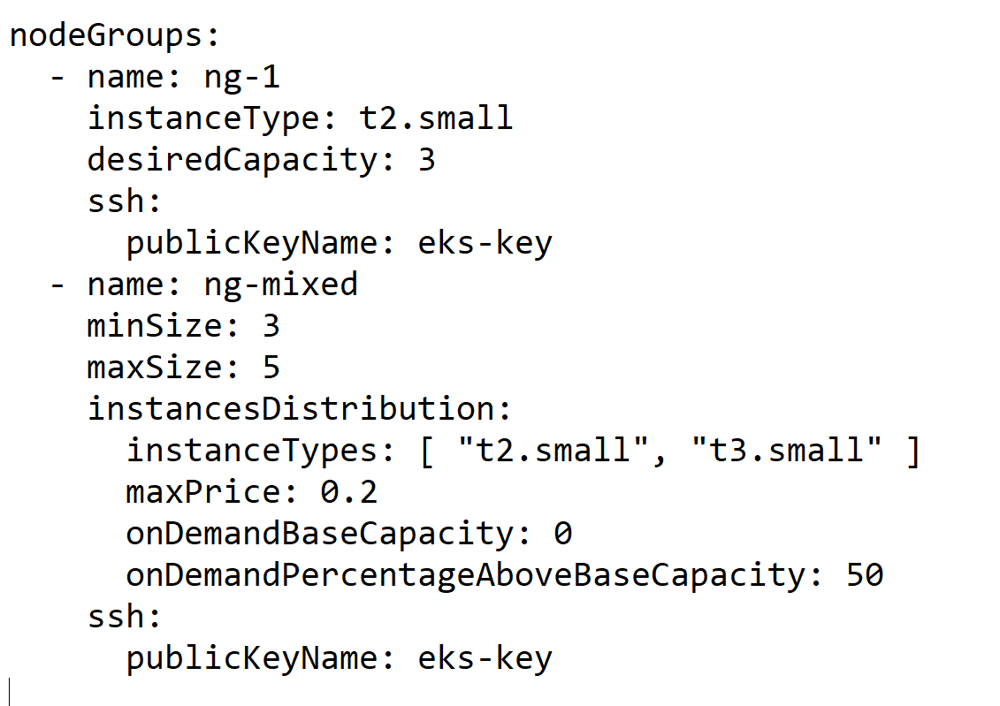 nodeGroups:
  - name: ng-1
    instanceType: t2.small
    desiredCapacity: 3
    ssh:
      publicKeyName: eks-key
  - name: ng-mixed
    minSize: 3
    maxSize: 5
    instancesDistribution:
      instanceTypes: [ "t2.small", "t3.small" ]
      maxPrice: 0.2
      onDemandBaseCapacity: 0
      onDemandPercentageAboveBaseCapacity: 50
    ssh:
      publicKeyName: eks-key